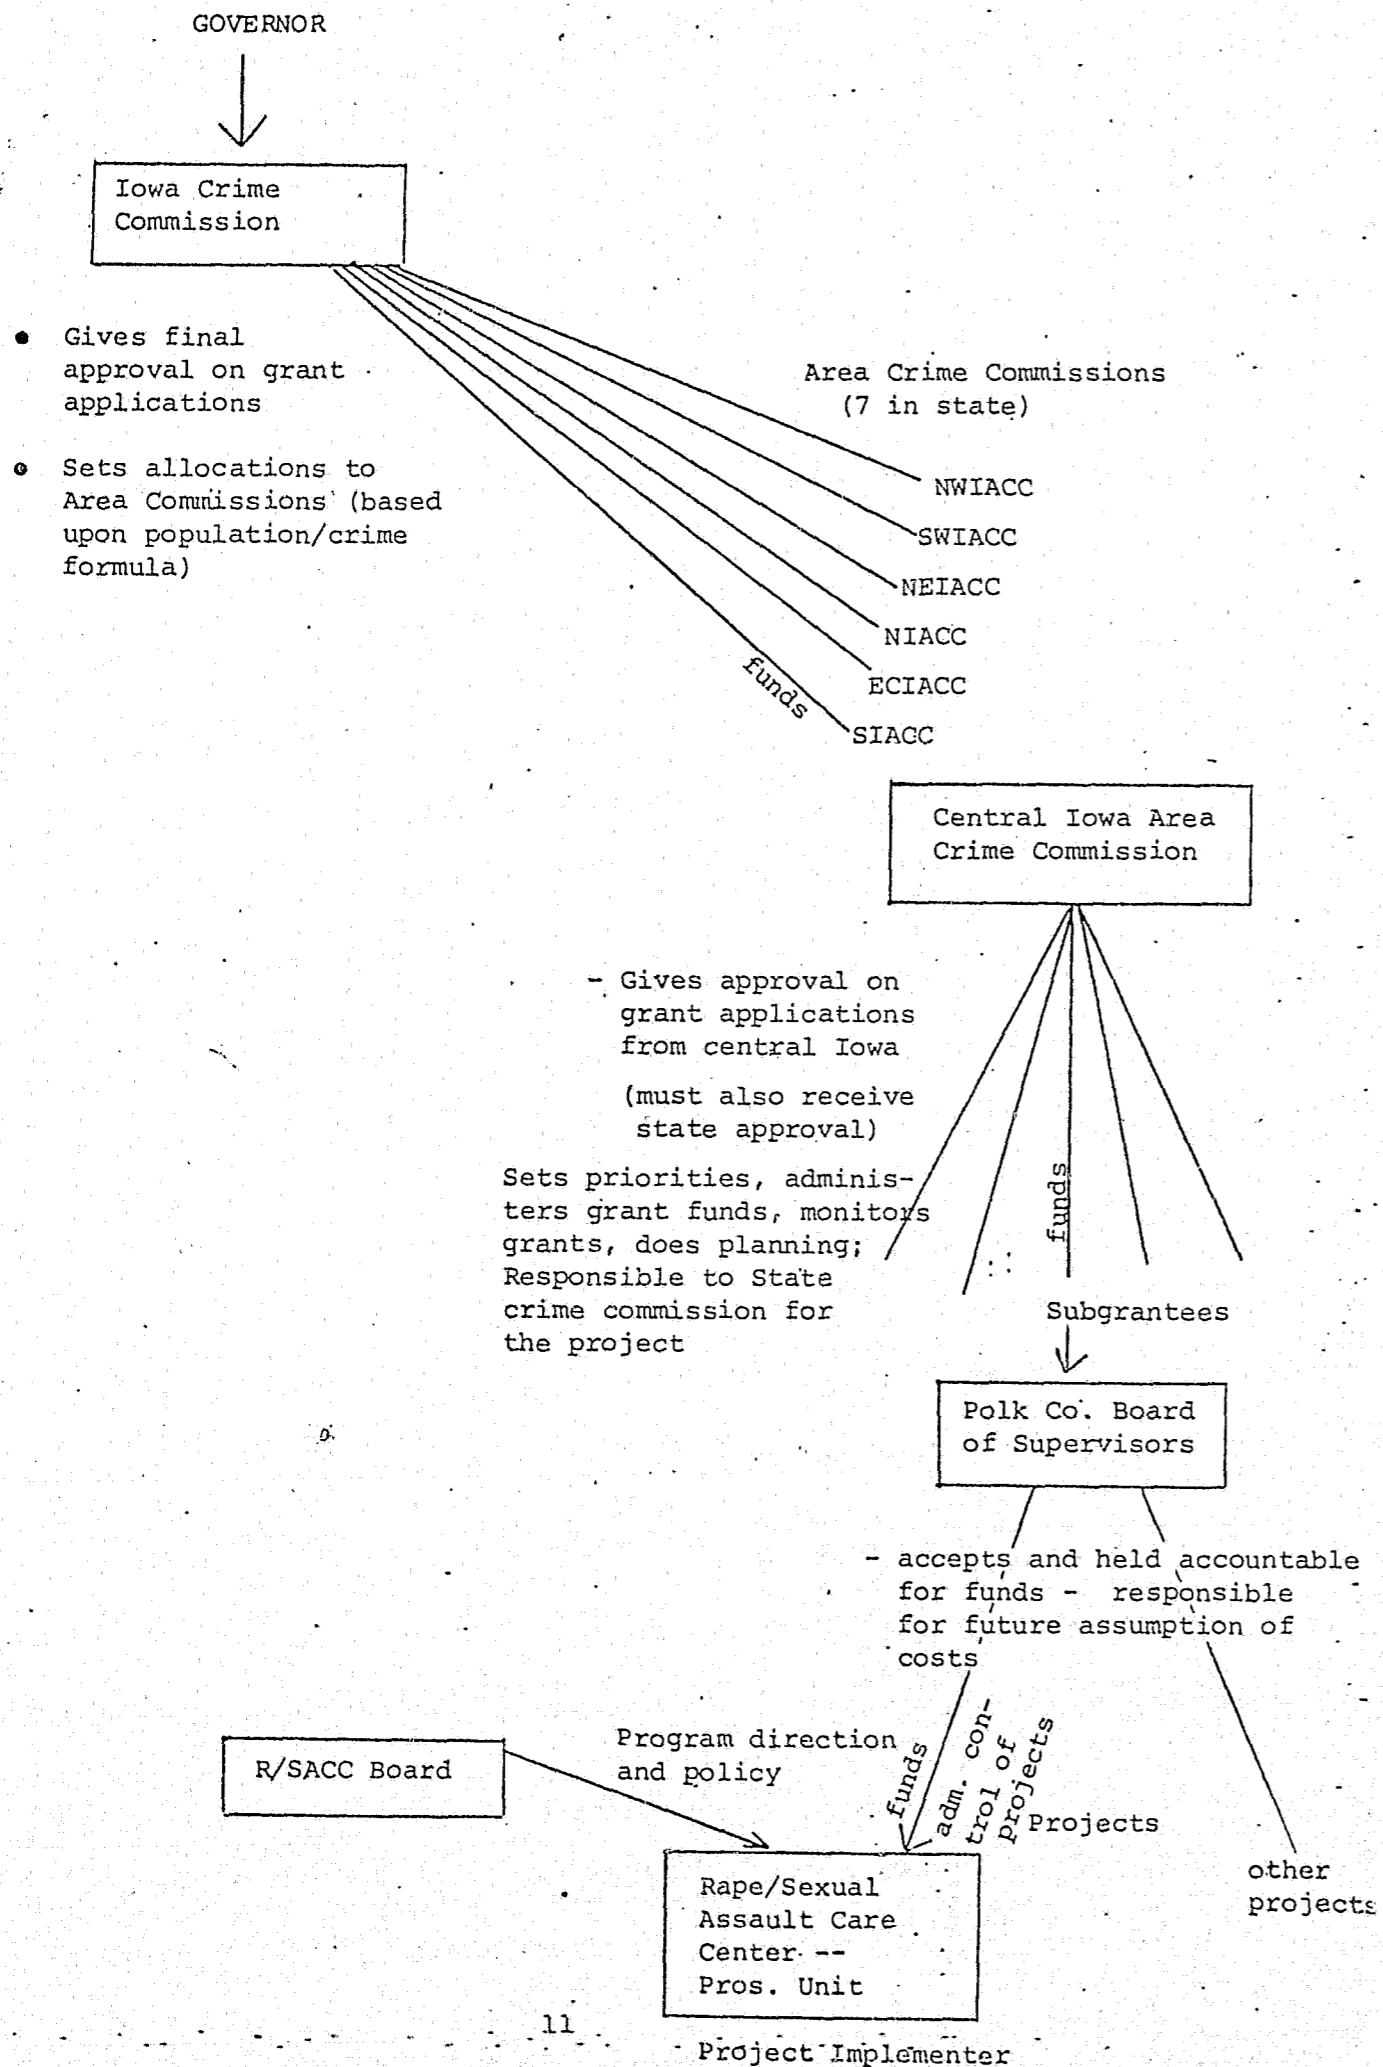 GOVERNOR
Iowa Crime
Commission
Gives final
approval on grant
applications
Sets allocations to
Area Commissions (based
upon population/crime
formula)
Area Crime Commissions
(7 in state)
NWIACC
SWIACC
NEIACC
NIACC
ECIACC
funds
SIACC
Central Iowa Area
Crime Commission
- Gives approval on
grant applications
from central Iowa
(must also receive
state approval)
Sets priorities, adminis-
ters grant funds, monitors
grants, does planning;
Responsible to State
crime commission for
the project
funds
Subgrantees
Polk Co. Board
of Supervisors
- accepts and held accountable
for funds - responsible
for future assumption of
costs
R/SACC Board
Program direction
and policy
funds
adm. con-
trol of
projects
Projects
Rape/Sexual
Assault Care
Center --
Pros. Unit
other
projects
11
Project Implementer